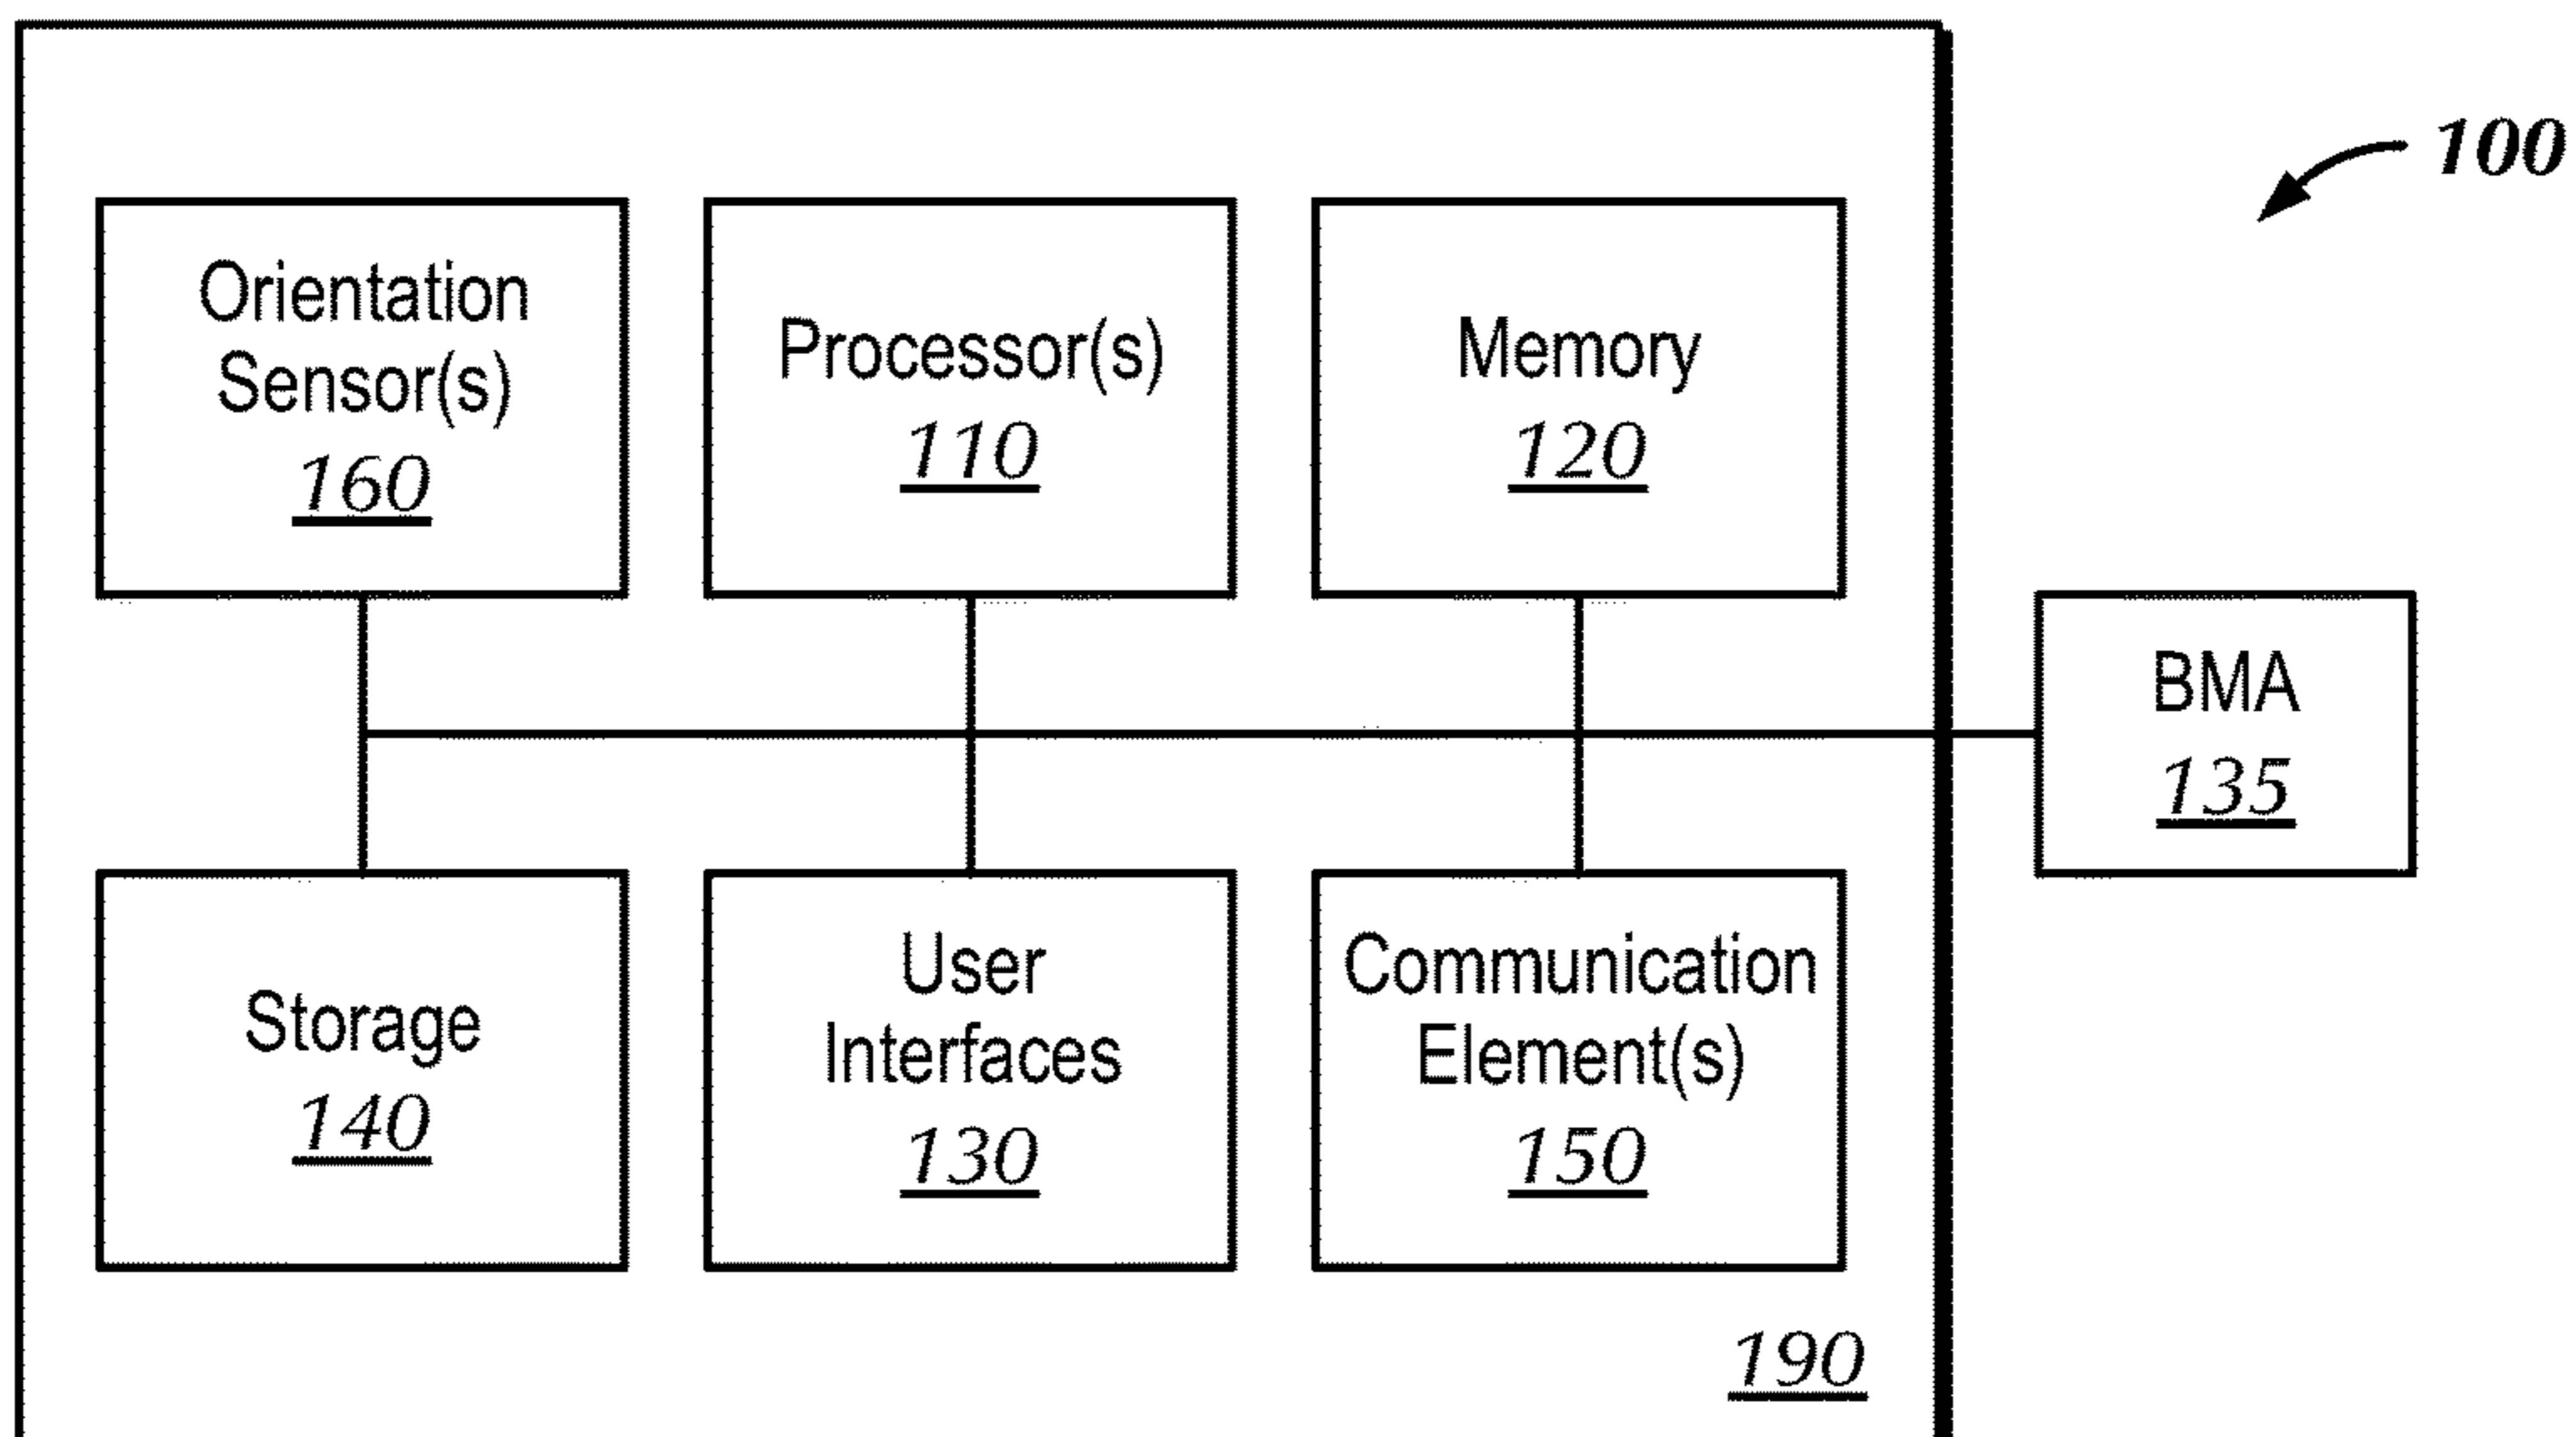 100
Orientation
Sensor(s)
160
Processor(s)
110
Memory
120
BMA
135
Storage
140
User
Interfaces
130
Communication
Element(s)
150
190